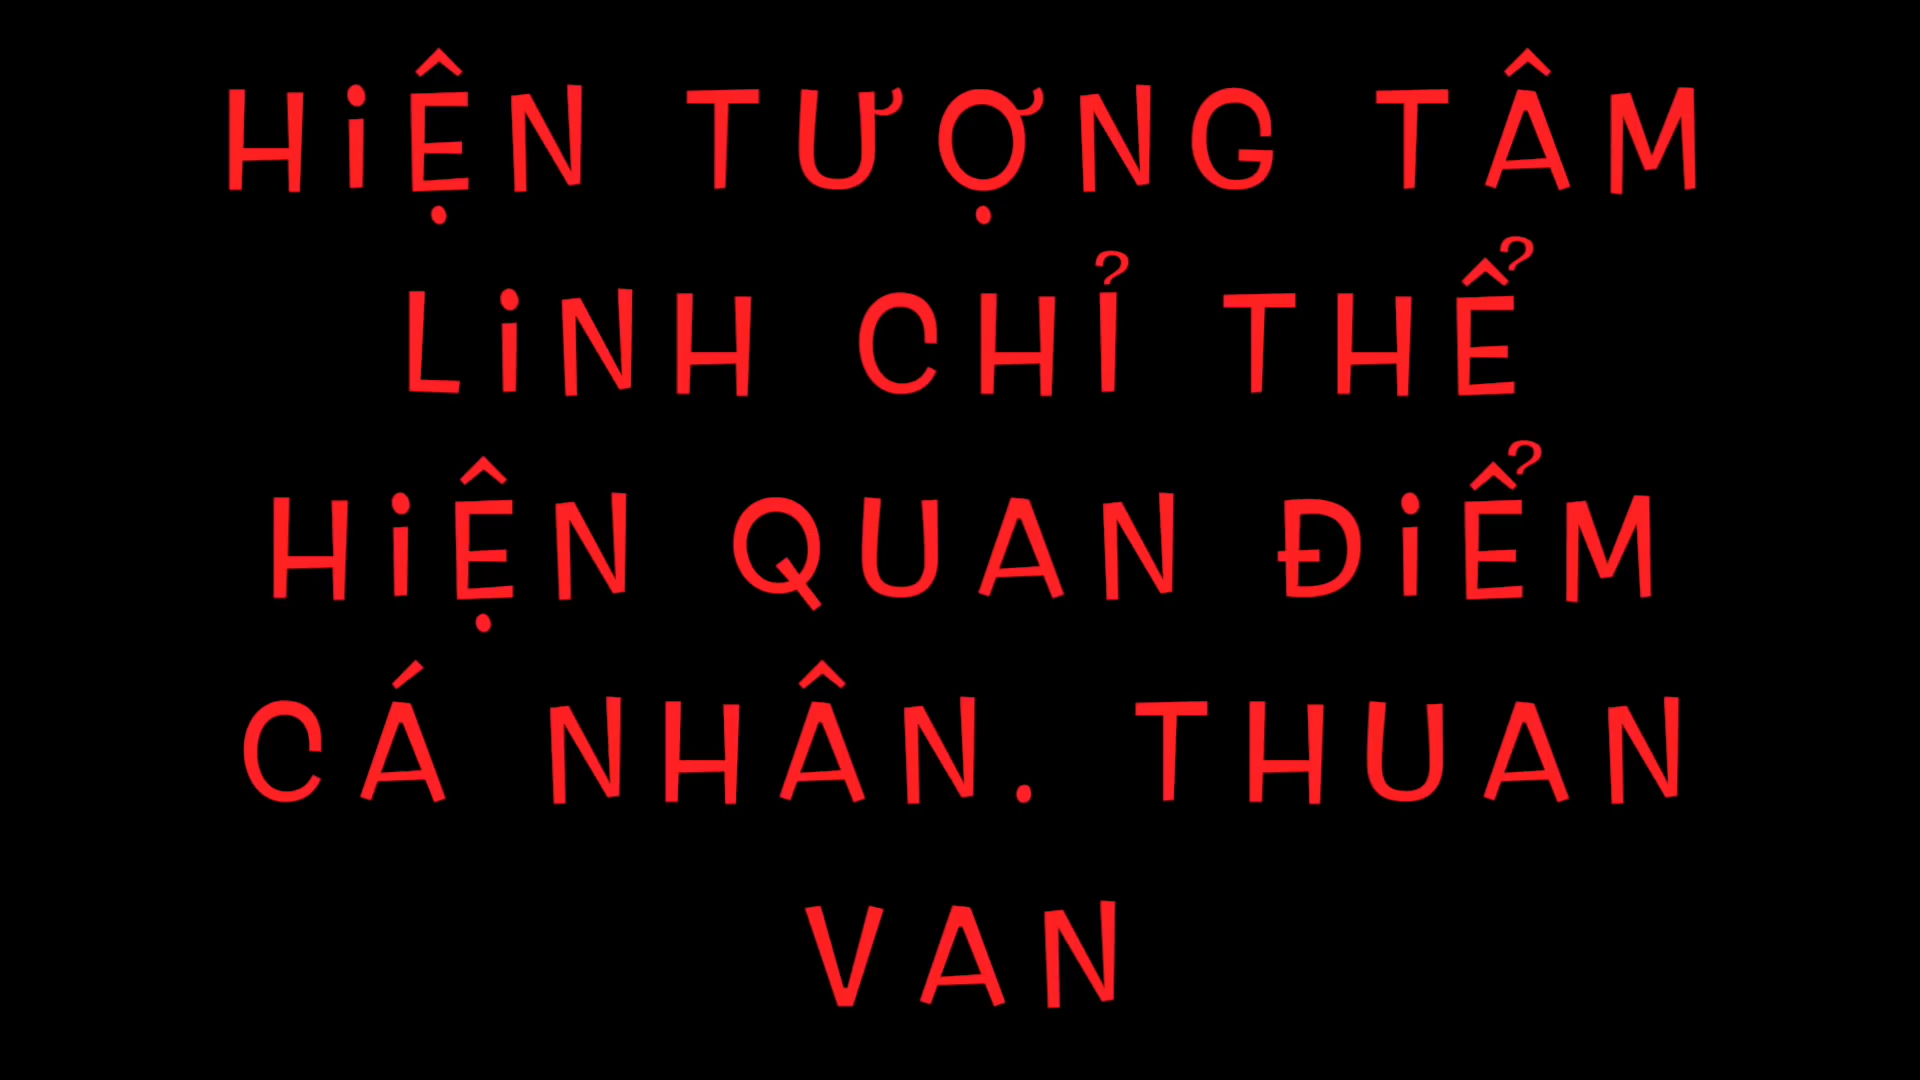 HiỆN TƯỢNG TÂM
LiNH CHỈ THỂ
HiỆN QUAN ĐiỂM
CÁ NHÂN. THUAN
VAN